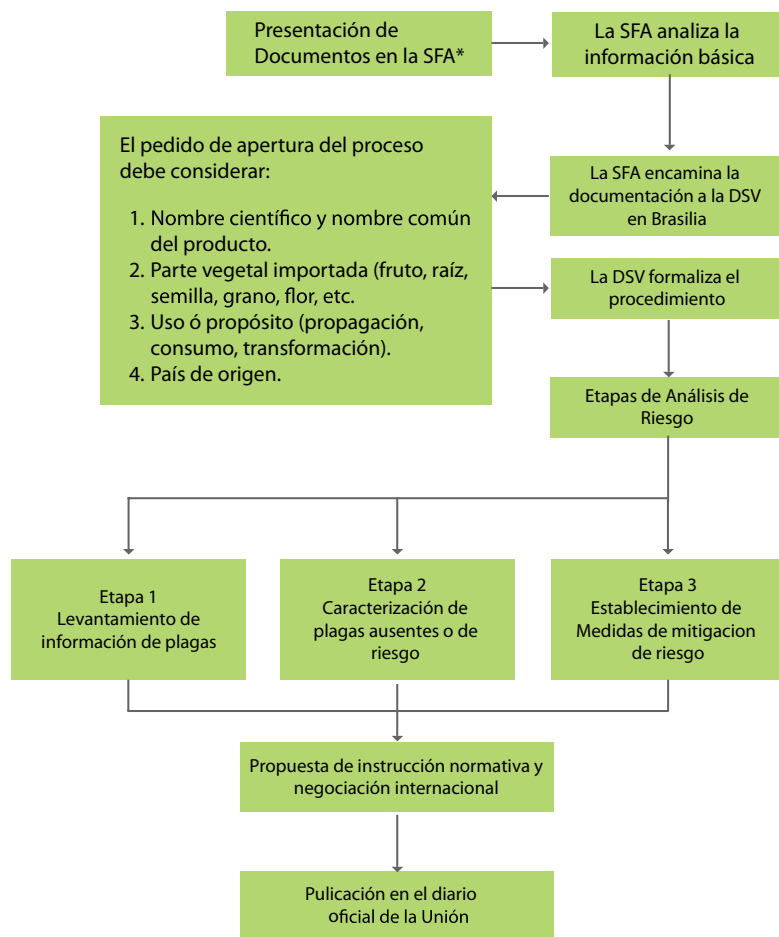 Presentación de
Documentos en la SFA*
La SFA analiza la
información básica
El pedido de apertura del proceso
debe considerar:
1. Nombre científico y nombre común
del producto.
2. Parte vegetal importada (fruto, raíz,
semilla, grano, flor, etc.
3. Uso ó propósito (propagación,
consumo, transformación).
4. País de origen.
La SFA encamina la
documentación a la DSV
en Brasilia
La DSV formaliza el
procedimiento
Etapas de Análisis de
Riesgo
Etapa 1
Levantamiento de
información de plagas
Etapa 2
Caracterización de
plagas ausentes o de
riesgo
Etapa 3
Establecimiento de
Medidas de mitigacion
de riesgo
Propuesta de instrucción normativa y
negociación internacional
Pulicación en el diario
oficial de la Unión